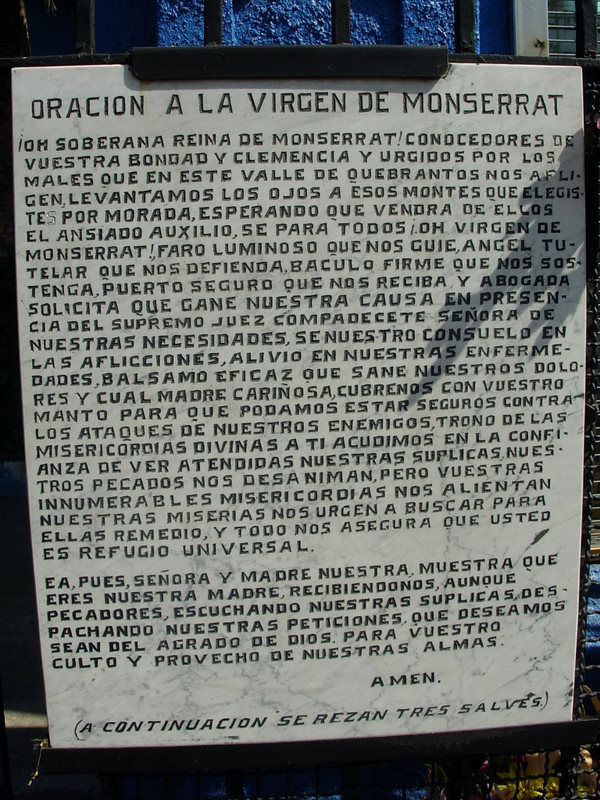 ORACION A LA VIRGEN DE MONSERRAT
¡OH SOBERANA REINA DE MONSERRAT! CONOCEDORES DE
VUESTRA BONDAD Y CLEMENCIA Y URGIDOS POR LOS
MALES QUE EN ESTE VALLE DE QUEBRANTOS NOS AFLI-
GEN, LEVANTAMOS LOS OJOS A ESOS MONTES QUE ELEGIS-
TES POR MORADA, ESPERANDO QUE VENDRA DE ELLOS
EL ANSIADO AUXILIO, SE PARA TODOS ¡OH VIRGEN DE
MONSERRAT!, FARO LUMINOSO QUE NOS GUIE, ANGEL TU-
TELAR QUE NOS DEFIENDA, BACULO FIRME QUE NOS SOS-
TENGA, PUERTO SEGURO QUE NOS RECIBA Y ABOGADA
SOLICITA QUE GANE NUESTRA CAUSA EN PRESEN-
CIA DEL SUPREMO JUEZ COMPADECETE SEÑORA DE
NUESTRAS NECESIDADES, SE NUESTRO CONSUELO EN
LAS AFLICCIONES, ALIVIO EN NUESTRAS ENFERME-
DADES, BALSAMO EFICAZ QUE SANE NUESTROS DOLO-
RES Y CUAL MADRE CARIÑOSA, CUBRENOS CON VUESTRO
MANTO PARA QUE PODAMOS ESTAR SEGUROS CONTRA
LOS ATAQUES DE NUESTROS ENEMIGOS, TRONO DE LAS
MISERICORDIAS DIVINAS A TI ACUDIMOS EN LA CONFI-
ANZA DE VER ATENDIDAS NUESTRAS SUPLICAS, NUES-
TROS PECADOS NOS DESANIMAN, PERO VUESTRAS
INNUMERABLES MISERICORDIAS NOS ALIENTAN
NUESTRAS MISERIAS NOS URGEN A BUSCAR PARA
ELLAS REMEDIO, Y TODO NOS ASEGURA QUE USTED
ES REFUGIO UNIVERSAL.
EA, PUES, SEÑORA Y MADRE NUESTRA, MUESTRA QUE
ERES NUESTRA MADRE, RECIBIENDONOS, AUNQUE
PECADORES, ESCUCHANDO NUESTRAS SUPLICAS, DES-
PACHANDO NUESTRAS PETICIONES, QUE DESEAMOS
SEAN DEL AGRADO DE DIOS. PARA VUESTRO
CULTO Y PROVECHO DE NUESTRAS ALMAS.
AMEN.
(A CONTINUACION SE REZAN TRES SALVES.)